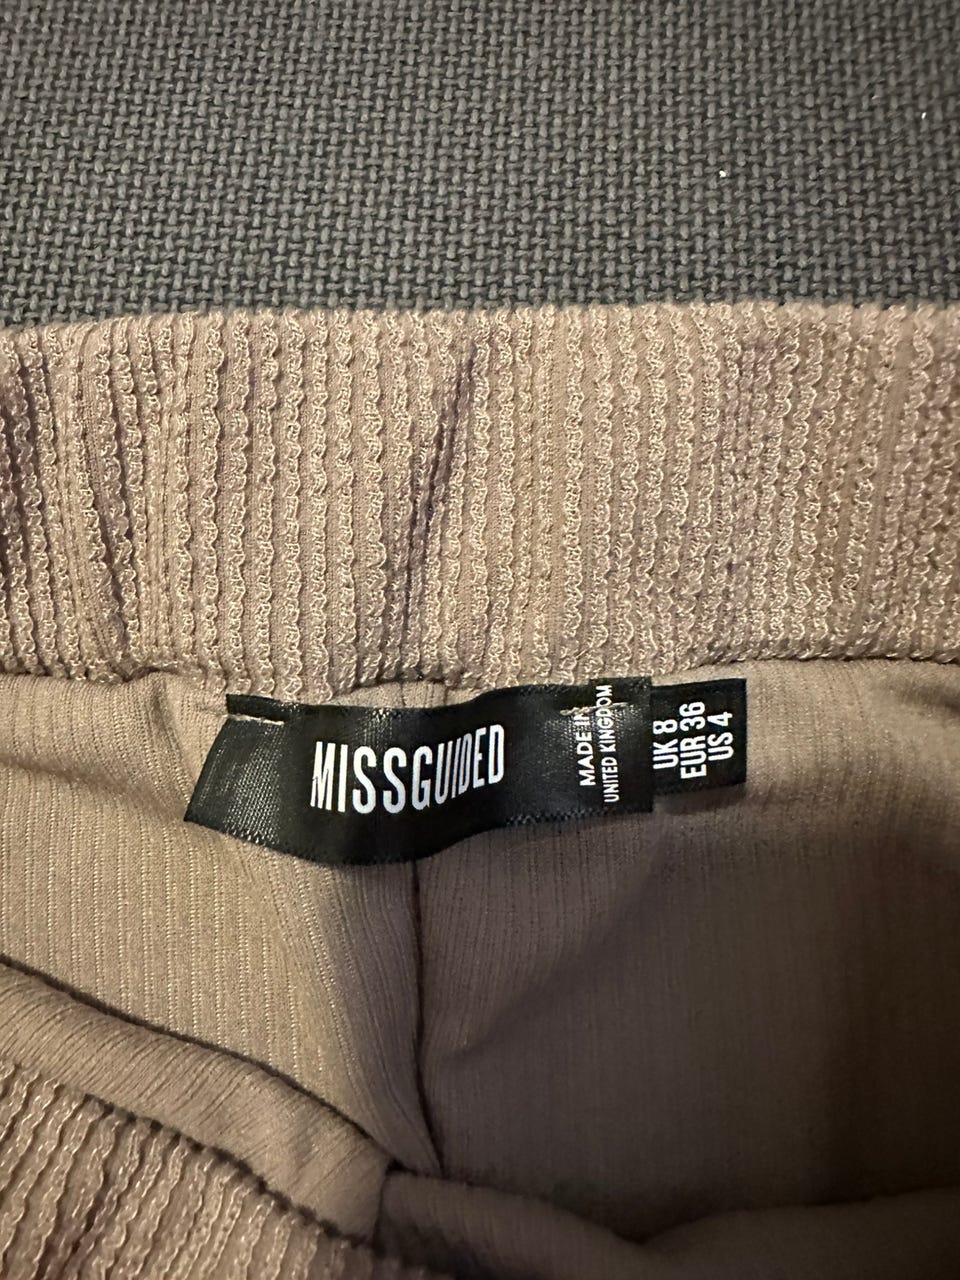 MISSGUIDED
MADE IN
UNITED KINGDOM
UK 8
EUR 36
US 4